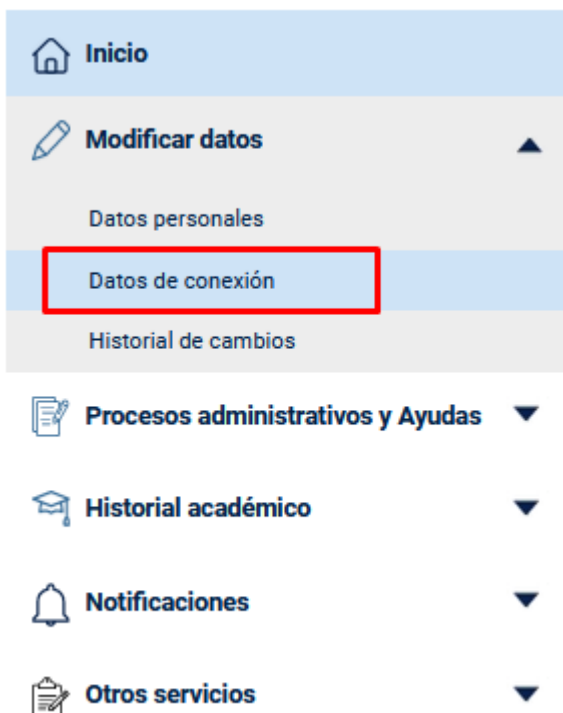 Inicio
Modificar datos
Datos personales
Datos de conexión
Historial de cambios
Procesos administrativos y Ayudas
Historial académico
Notificaciones
Otros servicios